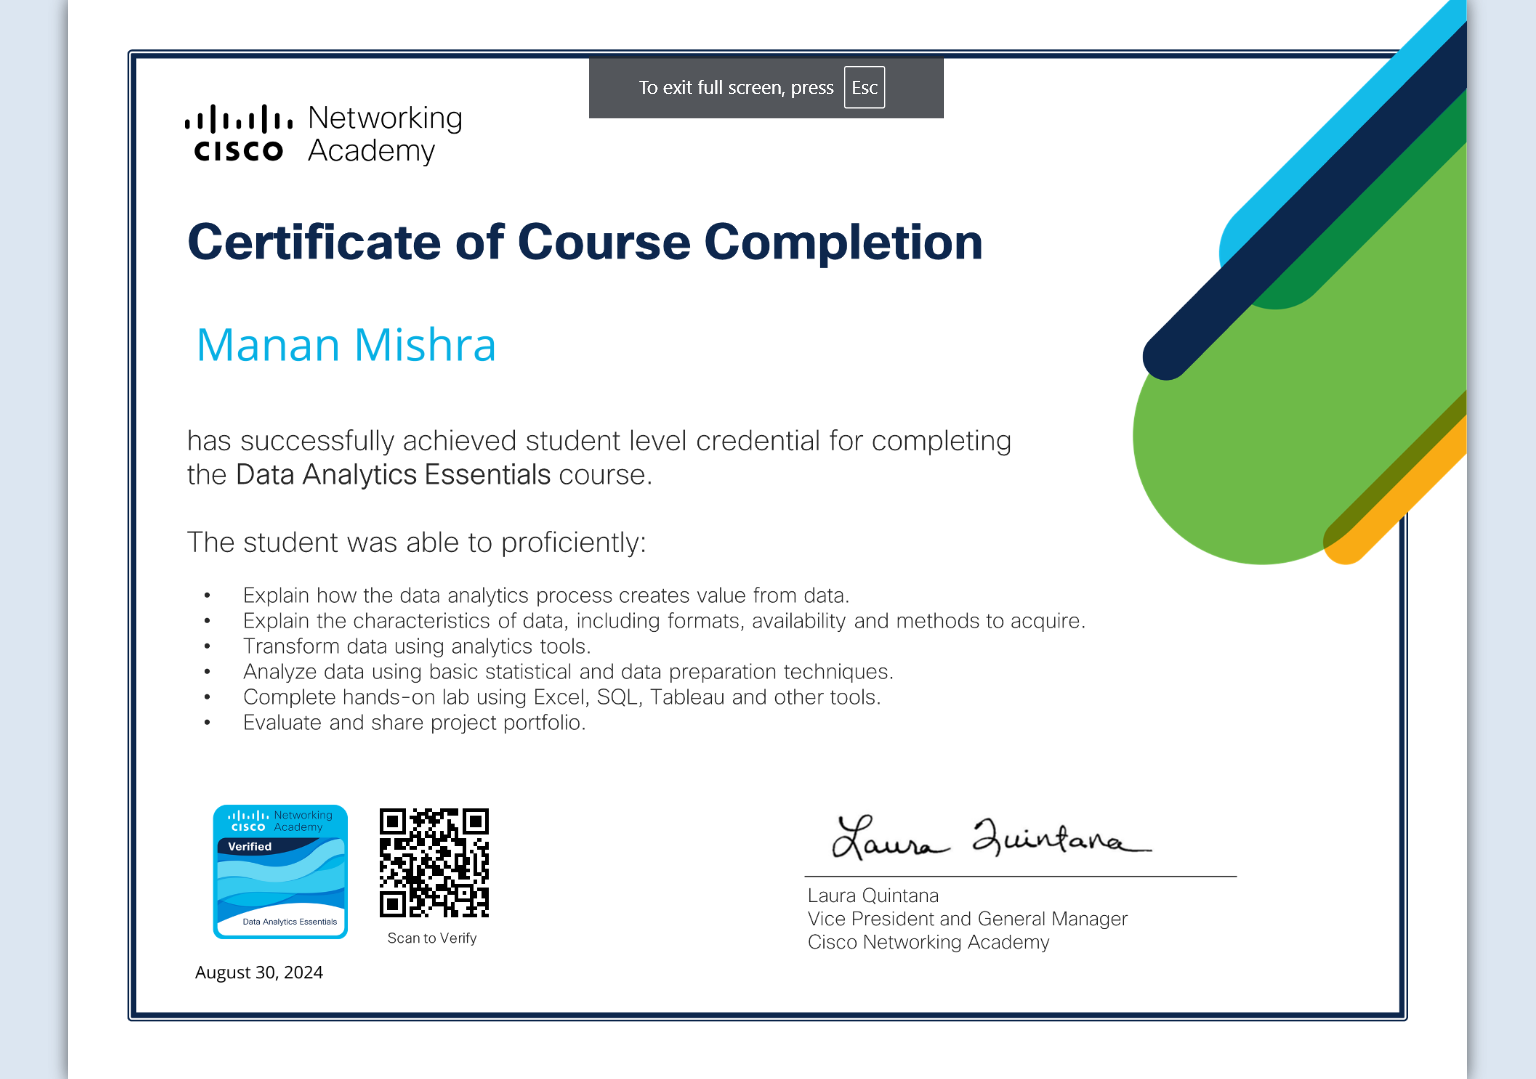 To exit full screen, press Esc
CISCO Networking
Academy
Certificate of Course Completion
Manan Mishra
has successfully achieved student level credential for completing
the Data Analytics Essentials course.
The student was able to proficiently:
• Explain how the data analytics process creates value from data.
• Explain the characteristics of data, including formats, availability and methods to acquire.
• Transform data using analytics tools.
• Analyze data using basic statistical and data preparation techniques.
• Complete hands-on lab using Excel, SQL, Tableau and other tools.
• Evaluate and share project portfolio.
CISCO Networking
Academy
Verified
Data Analytics Essentials
Scan to Verify
August 30, 2024
Laura Quintana
Laura Quintana
Vice President and General Manager
Cisco Networking Academy